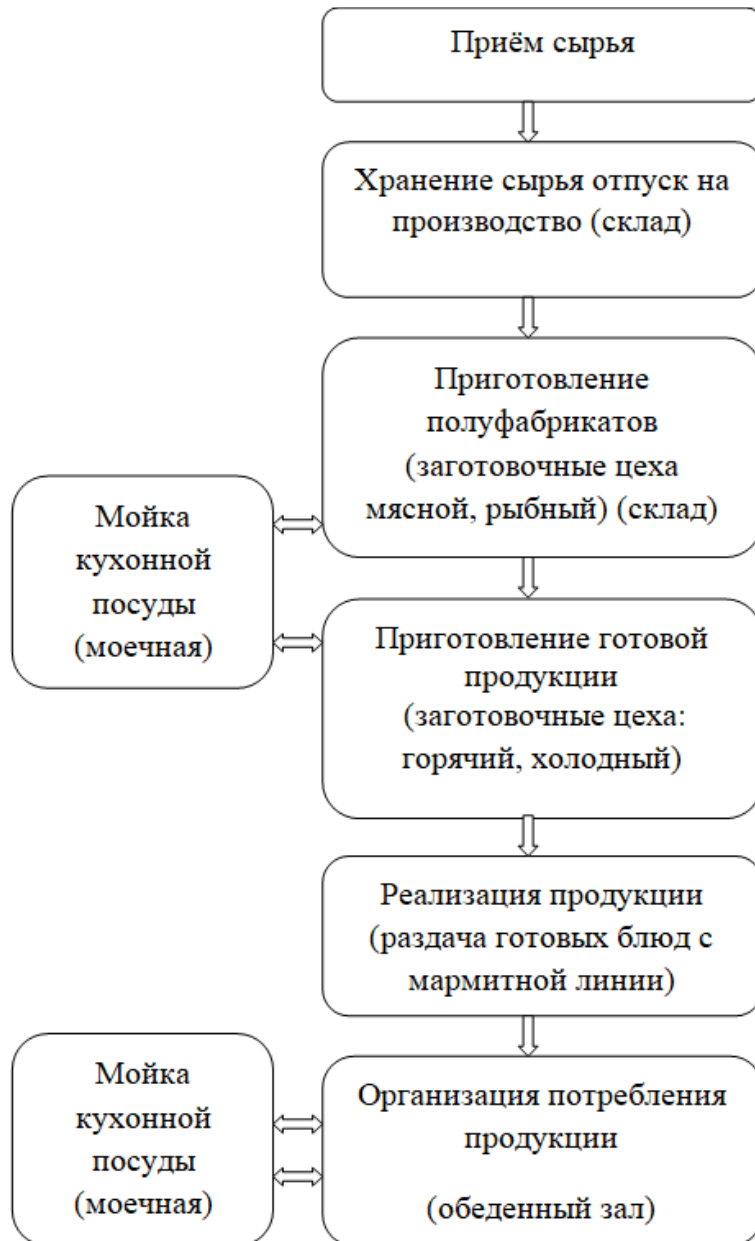 Приём сырья
Хранение сырья отпуск на
производство (склад)
Приготовление
полуфабрикатов
(заготовочные цеха
мясной, рыбный) (склад)
Мойка
кухонной
посуды
(моечная)
Приготовление готовой
продукции
(заготовочные цеха:
горячий, холодный)
Реализация продукции
(раздача готовых блюд с
мармитной линии)
Мойка
кухонной
посуды
(моечная)
Организация потребления
продукции
(обеденный зал)